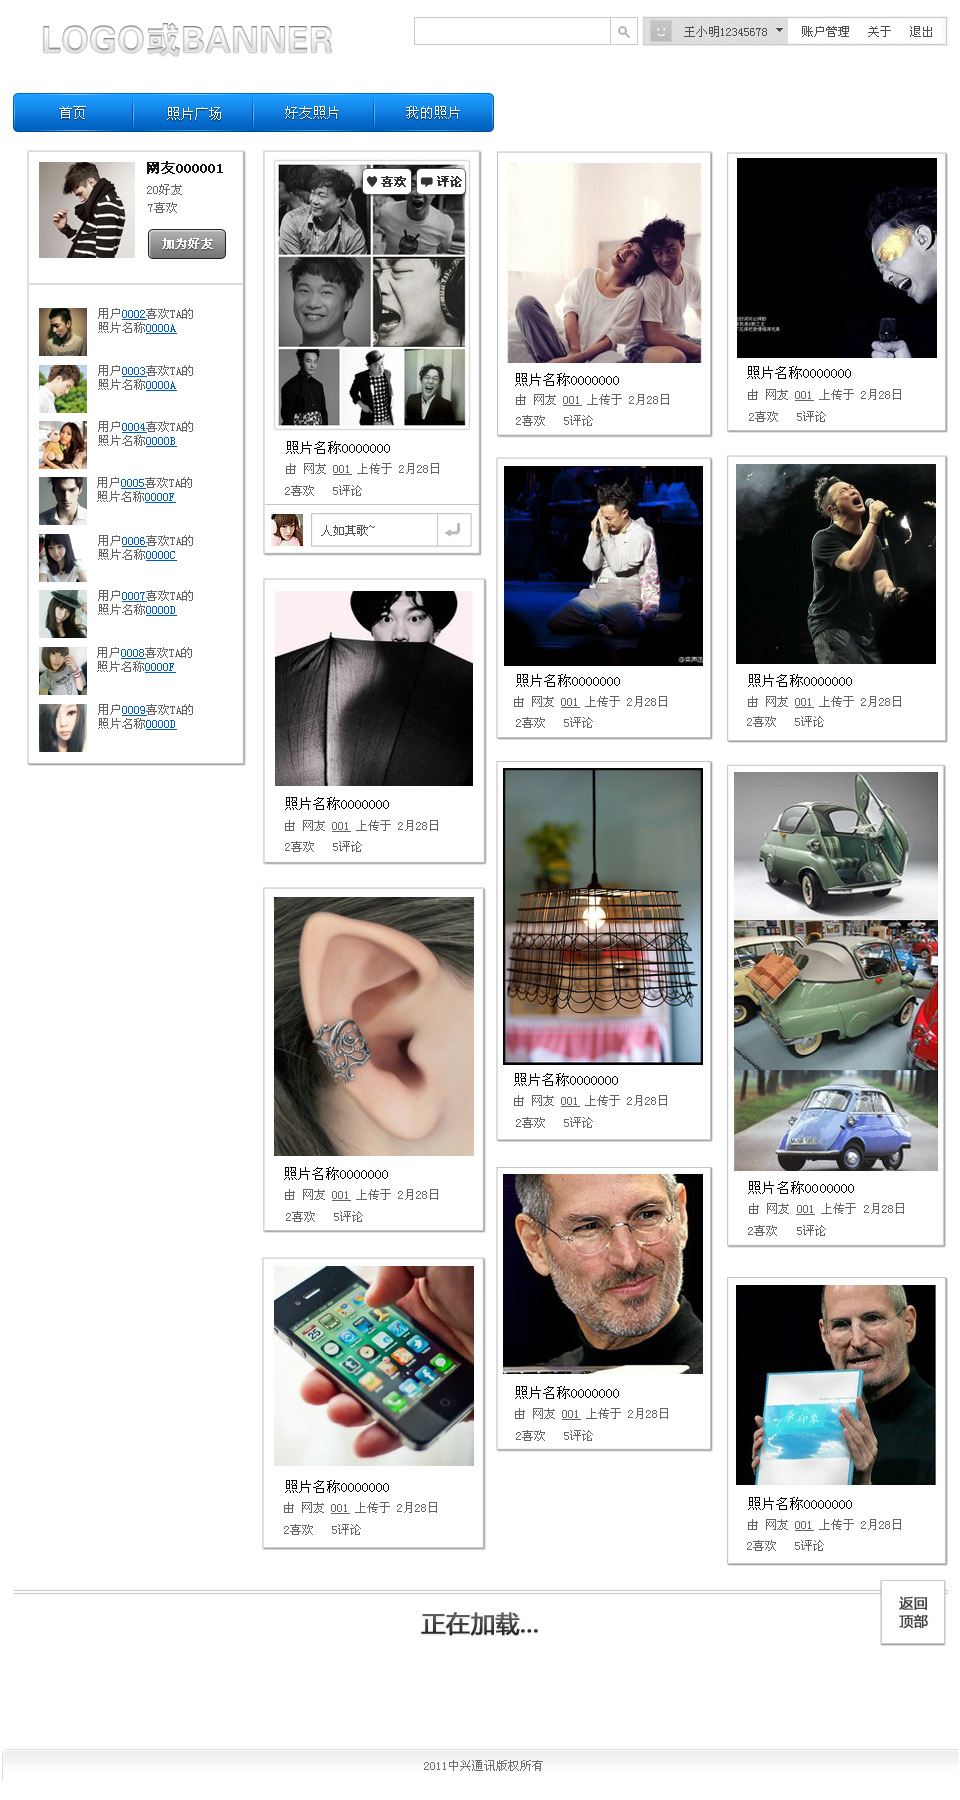 LOGO或BANNER
王小明12345678
账户管理
关于
退出
首页
照片广场
好友照片
我的照片
网友000001
20好友
7喜欢
加为好友
用户0002喜欢TA的
照片名称0000A
用户0003喜欢TA的
照片名称0000A
用户0004喜欢TA的
照片名称0000B
用户0005喜欢TA的
照片名称0000F
用户0006喜欢TA的
照片名称0000C
用户0007喜欢TA的
照片名称0000D
用户0008喜欢TA的
照片名称0000F
用户0009喜欢TA的
照片名称0000D
喜欢
评论
照片名称0000000
由 网友 001 上传于 2月28日
2喜欢 5评论
人如其歌~
照片名称0000000
由 网友 001 上传于 2月28日
2喜欢 5评论
照片名称0000000
由 网友 001 上传于 2月28日
2喜欢 5评论
照片名称0000000
由 网友 001 上传于 2月28日
2喜欢 5评论
照片名称0000000
由 网友 001 上传于 2月28日
2喜欢 5评论
照片名称0000000
由 网友 001 上传于 2月28日
2喜欢 5评论
照片名称0000000
由 网友 001 上传于 2月28日
2喜欢 5评论
照片名称0000000
由 网友 001 上传于 2月28日
2喜欢 5评论
照片名称0000000
由 网友 001 上传于 2月28日
2喜欢 5评论
照片名称0000000
由 网友 001 上传于 2月28日
2喜欢 5评论
照片名称0000000
由 网友 001 上传于 2月28日
2喜欢 5评论
照片名称0000000
由 网友 001 上传于 2月28日
2喜欢 5评论
正在加载...
返回
顶部
2011中兴通讯版权所有